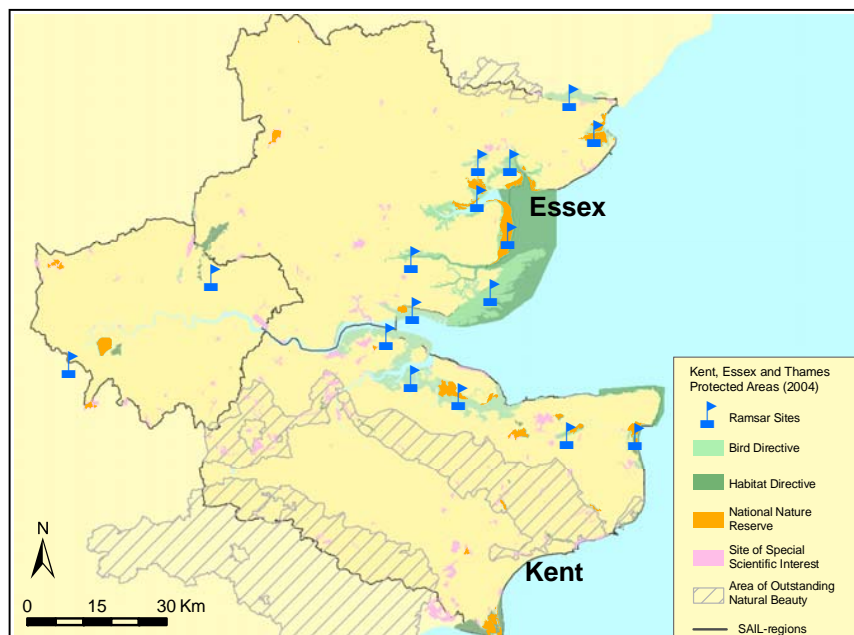 Essex
Kent
N
0 15 30 Km
Kent, Essex and Thames
Protected Areas (2004)
Ramsar Sites
Bird Directive
Habitat Directive
National Nature
Reserve
Site of Special
Scientific Interest
Area of Outstanding
Natural Beauty
SAIL-regions